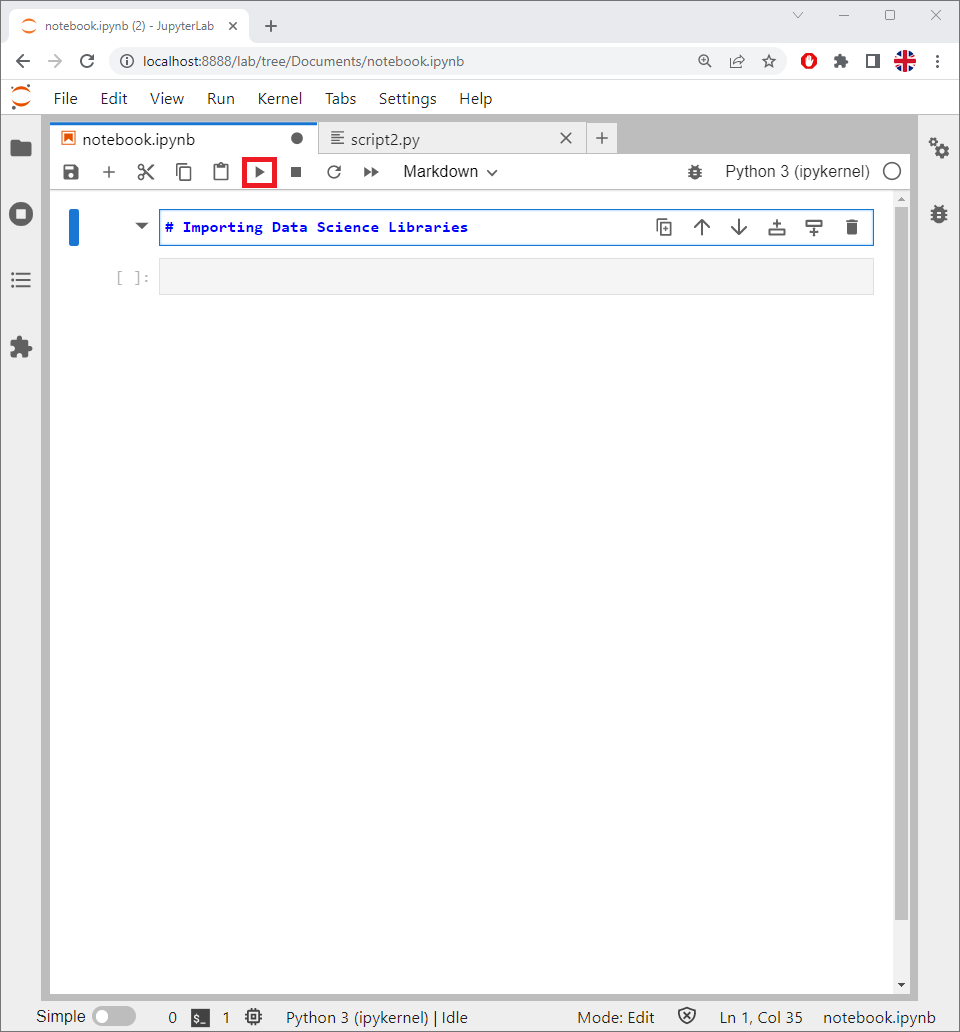 notebook.ipynb (2) - JupyterLab
localhost:8888/lab/tree/Documents/notebook.ipynb
File Edit View Run Kernel Tabs Settings Help
notebook.ipynb script2.py
Markdown Python 3 (ipykernel)
# Importing Data Science Libraries
[ ]:
Simple 0 $_ 1 Python 3 (ipykernel) | Idle Mode: Edit Ln 1, Col 35 notebook.ipynb